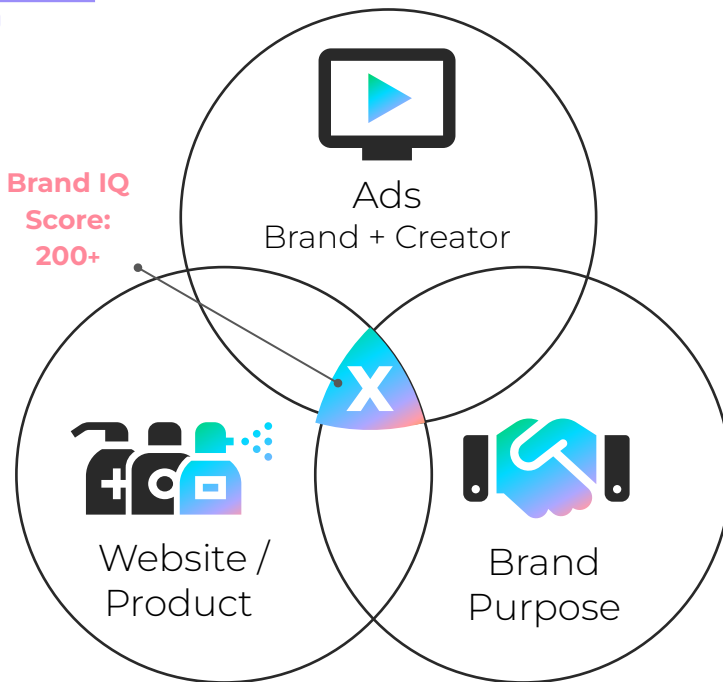 Ads
Brand + Creator
Brand IQ
Score:
200+
X
Website /
Product
Brand
Purpose